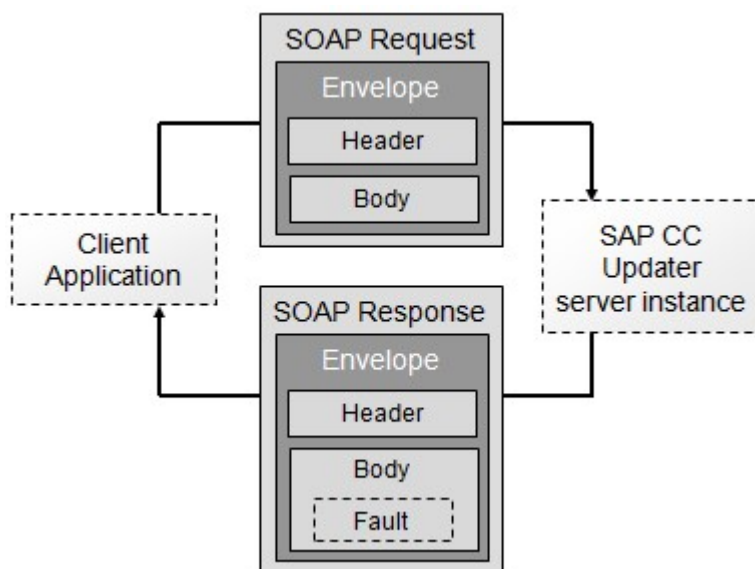 SOAP Request
Envelope
Header
Body
Client
Application
SAP CC
Updater
server instance
SOAP Response
Envelope
Header
Body
Fault